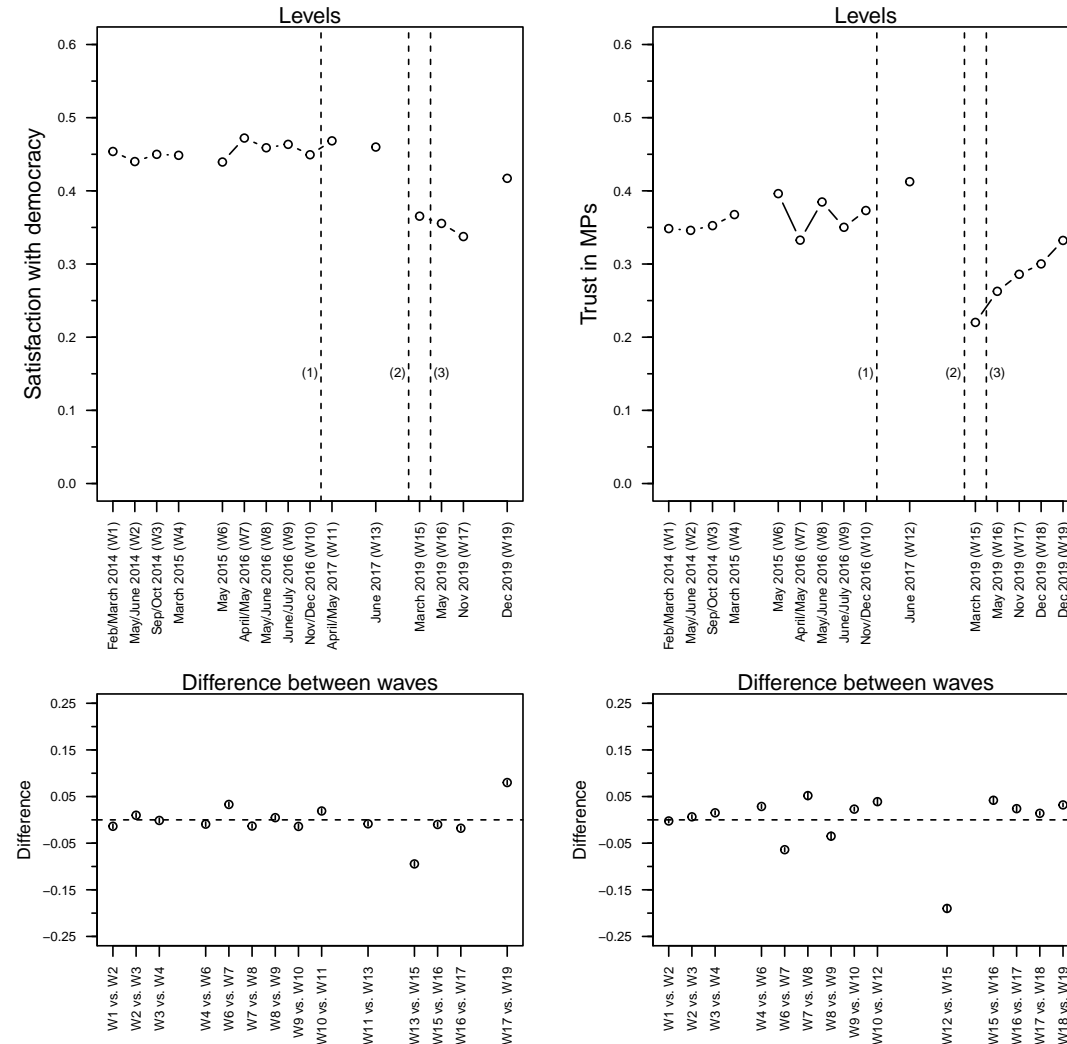 Levels
Satisfaction with democracy
0.6
0.5
0.4
0.3
0.2
0.1
0.0
(1)
(2)
(3)
Feb/March 2014 (W1)
May/June 2014 (W2)
Sep/Oct 2014 (W3)
March 2015 (W4)
May 2015 (W6)
April/May 2016 (W7)
May/June 2016 (W8)
June/July 2016 (W9)
Nov/Dec 2016 (W10)
April/May 2017 (W11)
June 2017 (W13)
March 2019 (W15)
May 2019 (W16)
Nov 2019 (W17)
Dec 2019 (W19)
Levels
Trust in MPs
0.6
0.5
0.4
0.3
0.2
0.1
0.0
(1)
(2)
(3)
Feb/March 2014 (W1)
May/June 2014 (W2)
Sep/Oct 2014 (W3)
March 2015 (W4)
May 2015 (W6)
April/May 2016 (W7)
May/June 2016 (W8)
June/July 2016 (W9)
Nov/Dec 2016 (W10)
June 2017 (W12)
March 2019 (W15)
May 2019 (W16)
Nov 2019 (W17)
Dec 2019 (W18)
Dec 2019 (W19)
Difference between waves
Difference
0.25
0.15
0.05
−0.05
−0.15
−0.25
W1 vs. W2
W2 vs. W3
W3 vs. W4
W4 vs. W6
W6 vs. W7
W7 vs. W8
W8 vs. W9
W9 vs. W10
W10 vs. W11
W11 vs. W13
W13 vs. W15
W15 vs. W16
W16 vs. W17
W17 vs. W19
Difference between waves
Difference
0.25
0.15
0.05
−0.05
−0.15
−0.25
W1 vs. W2
W2 vs. W3
W3 vs. W4
W4 vs. W6
W6 vs. W7
W7 vs. W8
W8 vs. W9
W9 vs. W10
W10 vs. W12
W12 vs. W15
W15 vs. W16
W16 vs. W17
W17 vs. W18
W18 vs. W19